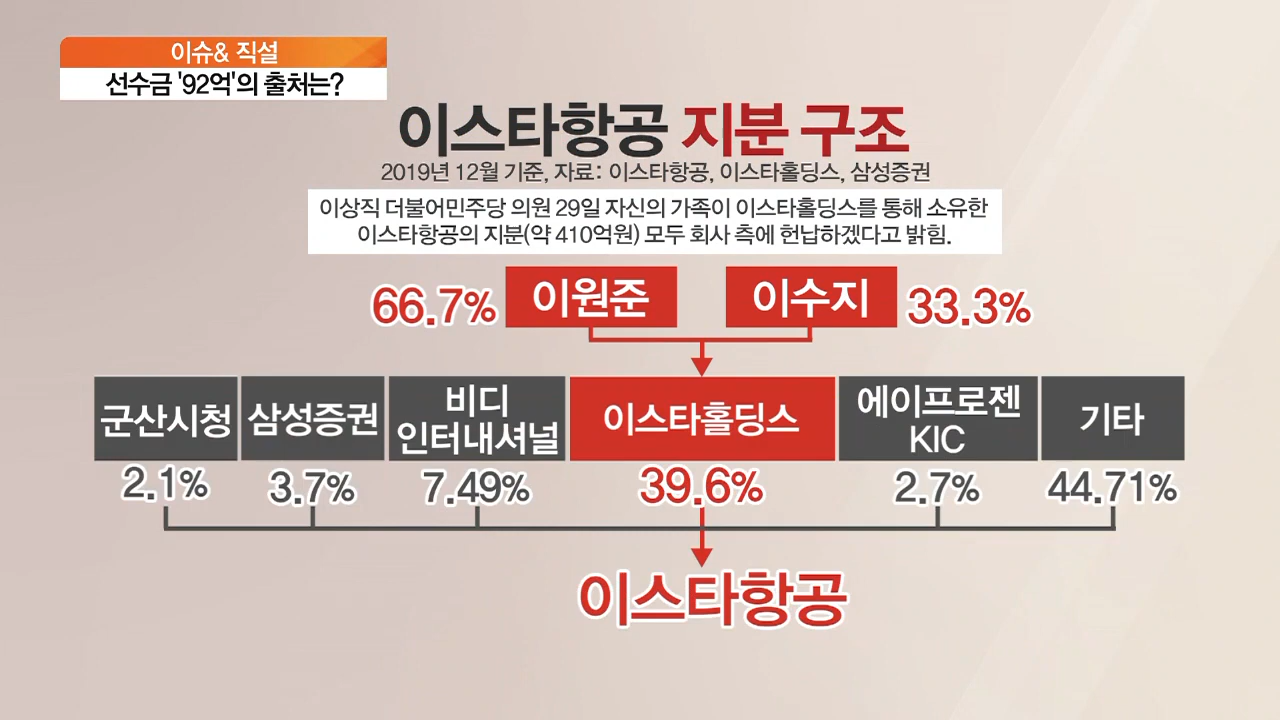 이슈& 직설
선수금 '92억'의 출처는?
이스타항공 지분 구조
2019년 12월 기준, 자료: 이스타항공, 이스타홀딩스, 삼성증권
이상직 더불어민주당 의원 29일 자신의 가족이 이스타홀딩스를 통해 소유한
이스타항공의 지분(약 410억원) 모두 회사 측에 헌납하겠다고 밝힘.
66.7% 이원준 이수지 33.3%
군산시청 삼성증권 비디 인터내셔널 이스타홀딩스 에이프로젠 KIC 기타
2.1% 3.7% 7.49% 39.6% 2.7% 44.71%
이스타항공